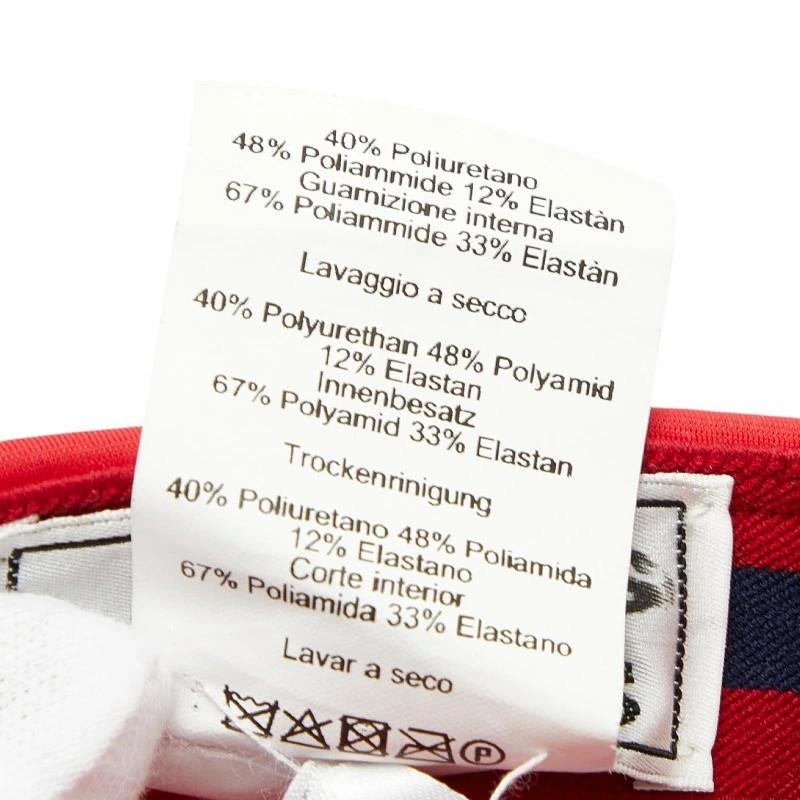 40% Poliuretano
48% Poliammide 12% Elastàn
Guarnizione interna
67% Poliammide 33% Elastàn
Lavaggio a secco
40% Polyurethan 48% Polyamid
12% Elastan
Innenbesatz
67% Polyamid 33% Elastan
Trockenrinigung
40% Poliuretano 48% Poliamida
12% Elastano
Corte interior
67% Poliamida 33% Elastano
Lavar a seco
P